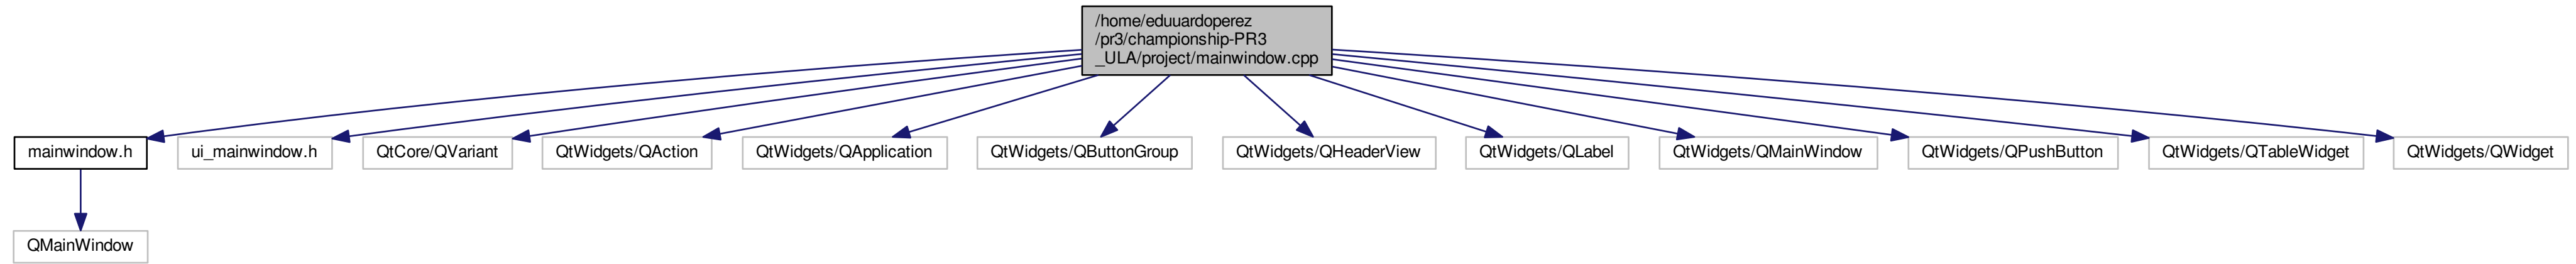 /home/eduuardoperez
/pr3/championship-PR3
_ULA/project/mainwindow.cpp
mainwindow.h
ui_mainwindow.h
QtCore/QVariant
QtWidgets/QAction
QtWidgets/QApplication
QtWidgets/QButtonGroup
QtWidgets/QHeaderView
QtWidgets/QLabel
QtWidgets/QMainWindow
QtWidgets/QPushButton
QtWidgets/QTableWidget
QtWidgets/QWidget
QMainWindow